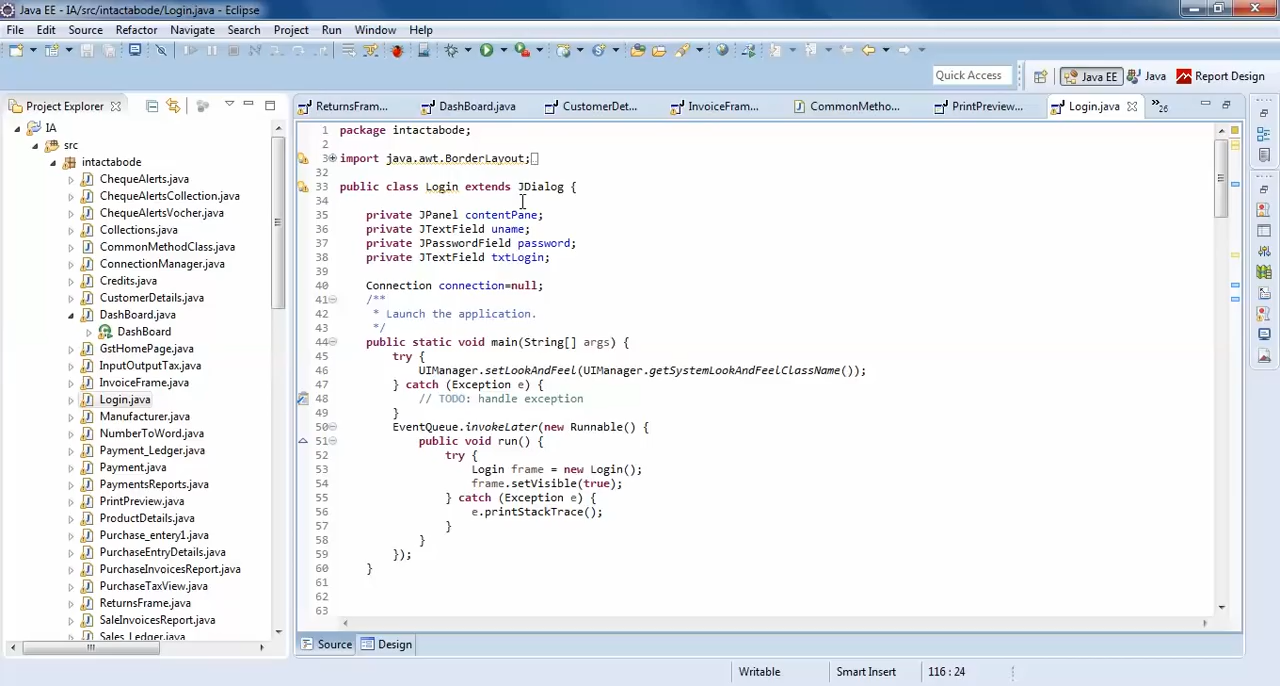 Java EE - IA/src/intactabode/Login.java - Eclipse
File Edit Source Refactor Navigate Search Project Run Window Help
Quick Access
Java EE
Java
Report Design
Project Explorer
IA
src
intactabode
ChequeAlerts.java
ChequeAlertsCollection.java
ChequeAlertsVocher.java
Collections.java
CommonMethodClass.java
ConnectionManager.java
Credits.java
CustomerDetails.java
DashBoard.java
DashBoard
GstHomePage.java
InputOutputTax.java
InvoiceFrame.java
Login.java
Manufacturer.java
NumberToWord.java
Payment_Ledger.java
Payment.java
PaymentsReports.java
PrintPreview.java
ProductDetails.java
Purchase_entery1.java
PurchaseEntryDetails.java
PurchaseInvoicesReport.java
PurchaseTaxView.java
ReturnsFrame.java
SaleInvoicesReport.java
Sales_Ledger.java
ReturnsFram... DashBoard.java CustomerDet... InvoiceFram... CommonMetho... PrintPreview... Login.java »26
1 package intactabode;
2
3 import java.awt.BorderLayout;
32
33 public class Login extends JDialog {
34
35 private JPanel contentPane;
36 private JTextField uname;
37 private JPasswordField password;
38 private JTextField txtLogin;
39
40 Connection connection=null;
41 /**
42 * Launch the application.
43 */
44 public static void main(String[] args) {
45 try {
46 UIManager.setLookAndFeel(UIManager.getSystemLookAndFeelClassName());
47 } catch (Exception e) {
48 // TODO: handle exception
49 }
50 EventQueue.invokeLater(new Runnable() {
51 public void run() {
52 try {
53 Login frame = new Login();
54 frame.setVisible(true);
55 } catch (Exception e) {
56 e.printStackTrace();
57 }
58 }
59 });
60 }
61
62
63
Source Design
Writable Smart Insert 116 : 24